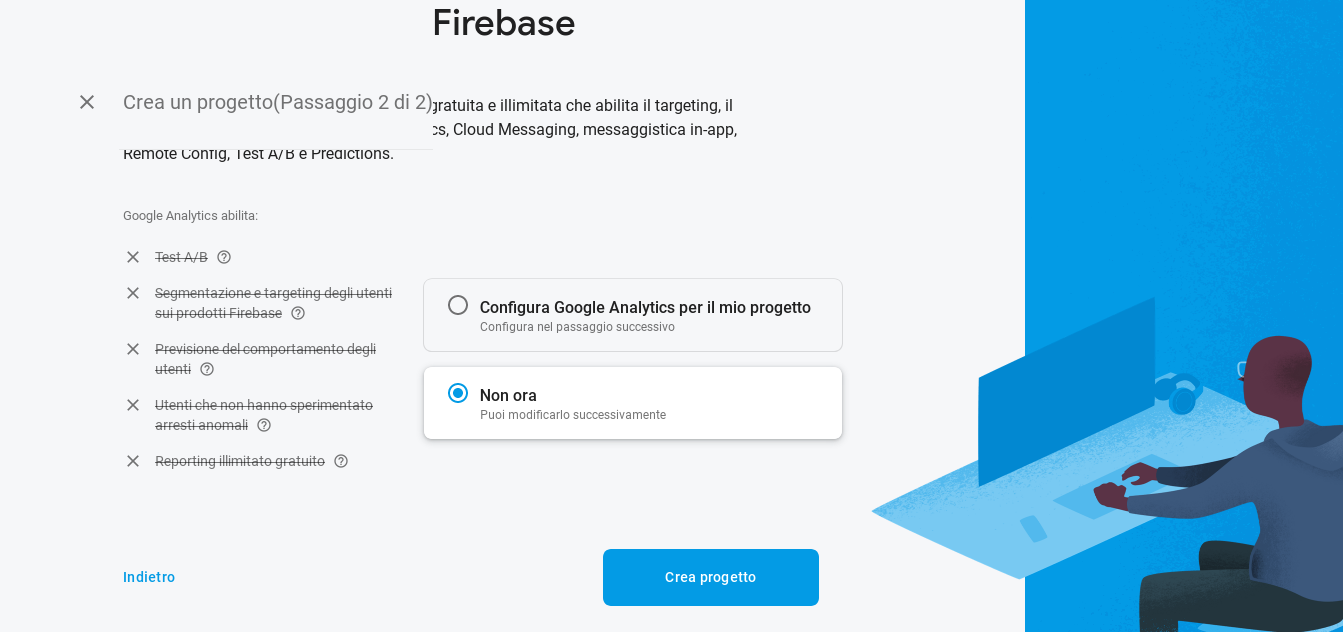 Firebase
Crea un progetto(Passaggio 2 di 2)
gratuita e illimitata che abilita il targeting, il
cs, Cloud Messaging, messaggistica in-app,
Remote Config, Test A/B e Predictions.
Google Analytics abilita:
Test A/B
Segmentazione e targeting degli utenti
sui prodotti Firebase
Previsione del comportamento degli
utenti
Utenti che non hanno sperimentato
arresti anomali
Reporting illimitato gratuito
Configura Google Analytics per il mio progetto
Configura nel passaggio successivo
Non ora
Puoi modificarlo successivamente
Indietro
Crea progetto